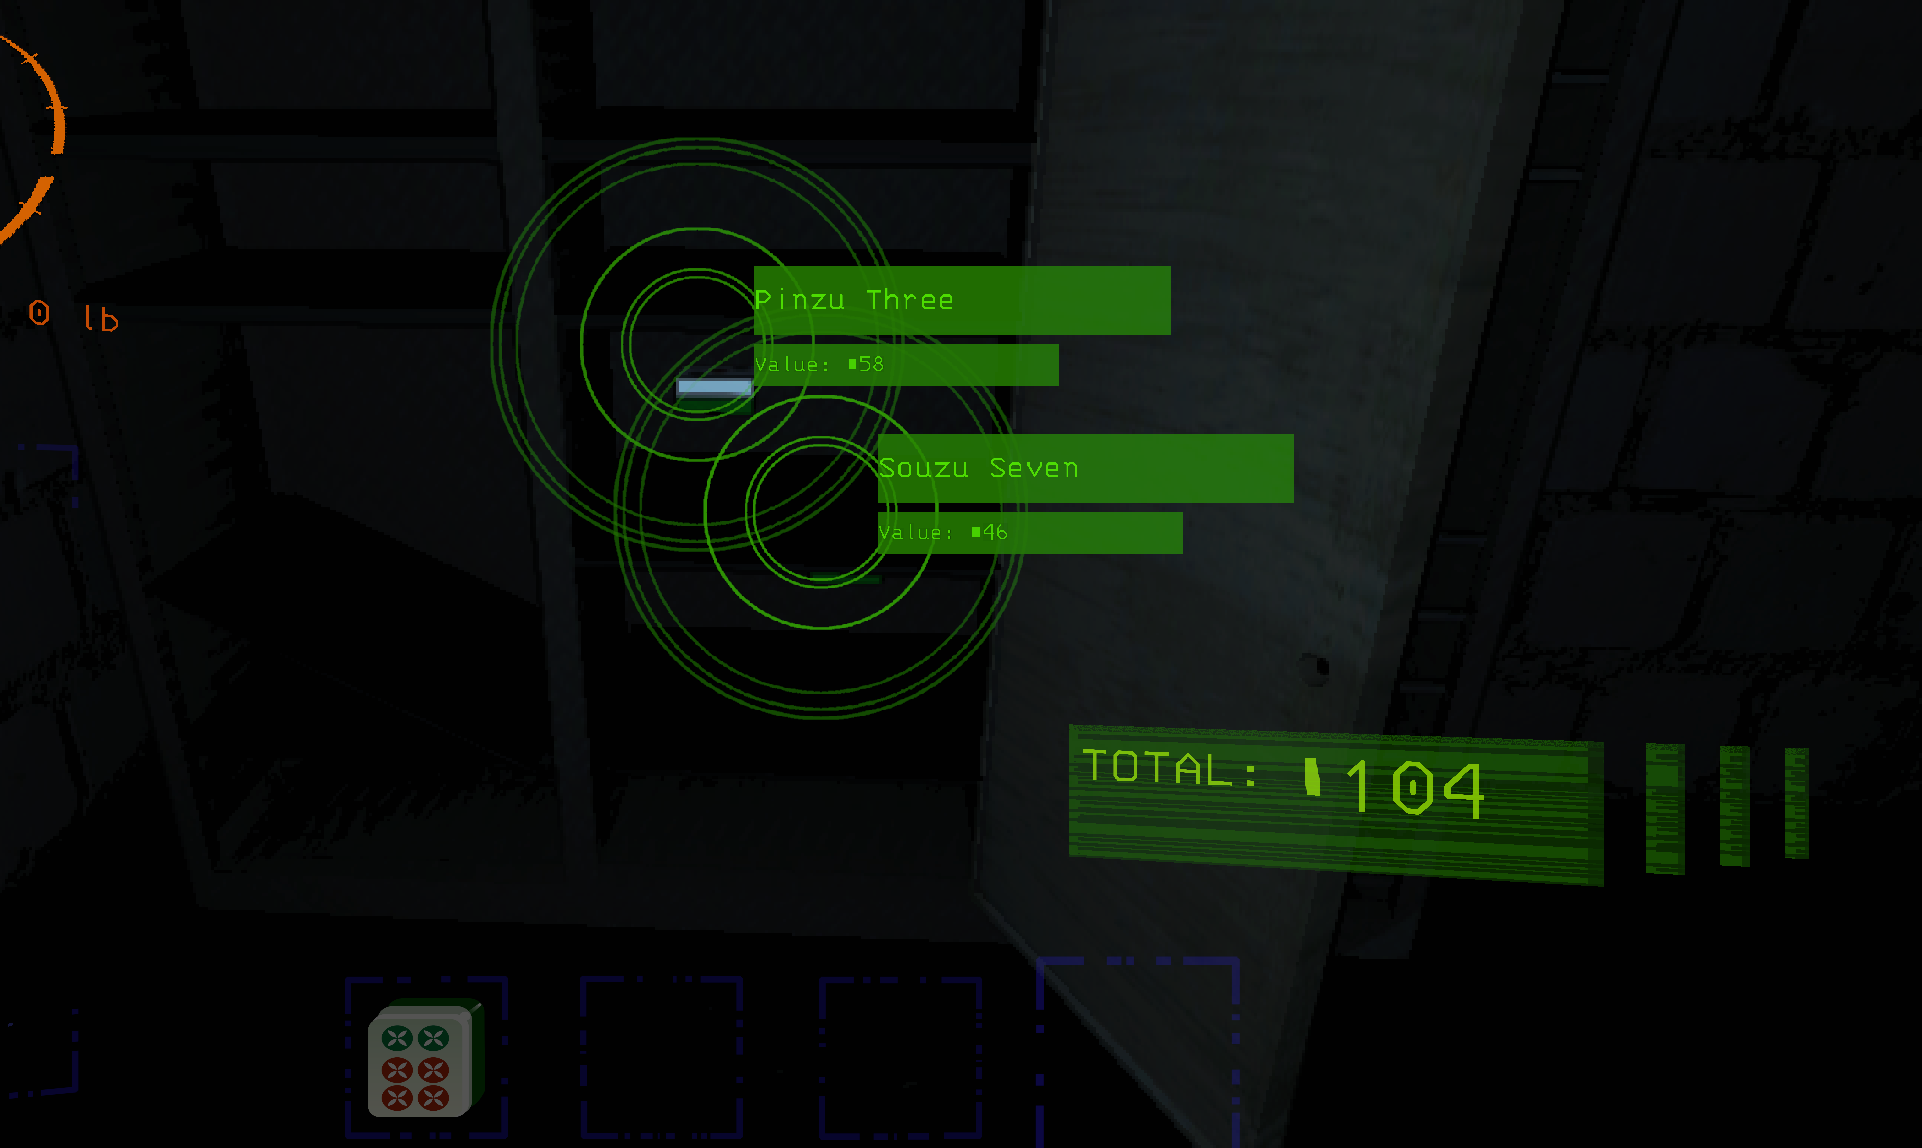 Pinzu Three
Value: ▮58
0 lb
Souzu Seven
Value: ▮46
TOTAL: ▮104